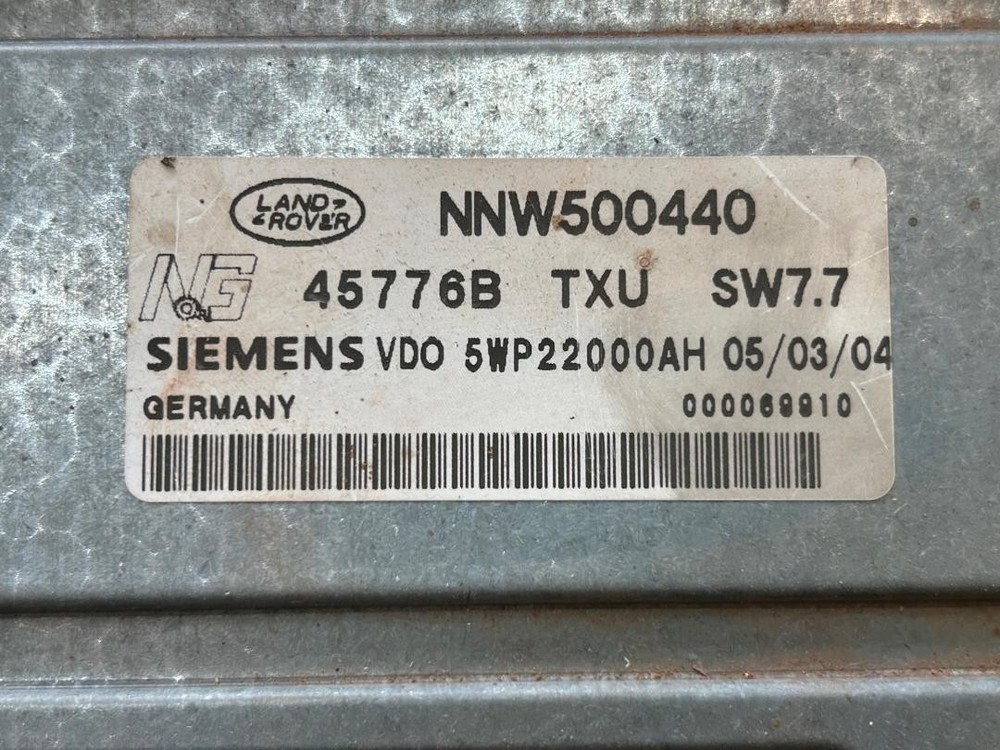 LAND-
ROVER
NNW500440
NG 45776B TXU SW7.7
SIEMENS VDO 5WP22000AH 05/03/04
GERMANY 000069910